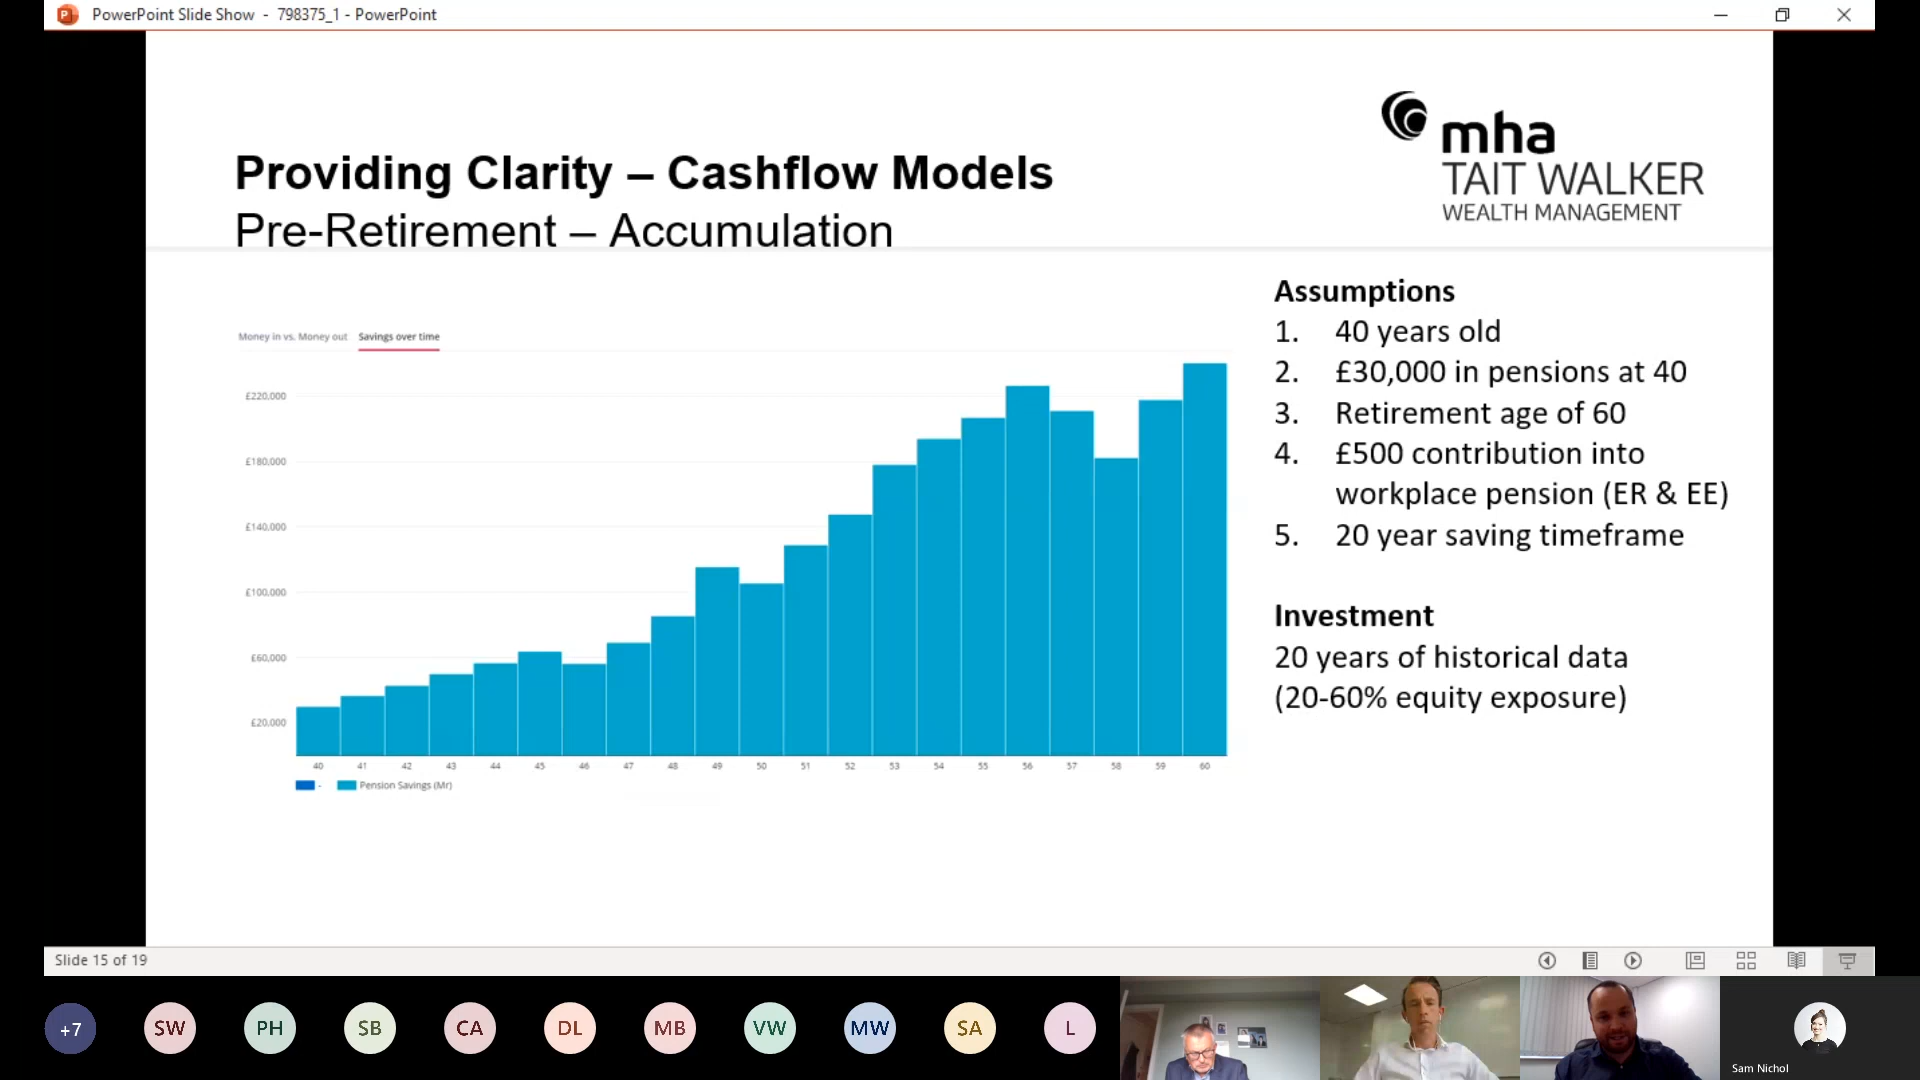 PowerPoint Slide Show - 798375_1 - PowerPoint
mha
TAIT WALKER
WEALTH MANAGEMENT
Providing Clarity – Cashflow Models
Pre-Retirement – Accumulation
Money in vs. Money out Savings over time
£220,000
£180,000
£140,000
£100,000
£60,000
£20,000
40 41 42 43 44 45 46 47 48 49 50 51 52 53 54 55 56 57 58 59 60
- Pension Savings (Mr)
Assumptions
1. 40 years old
2. £30,000 in pensions at 40
3. Retirement age of 60
4. £500 contribution into
workplace pension (ER & EE)
5. 20 year saving timeframe
Investment
20 years of historical data
(20-60% equity exposure)
Slide 15 of 19
+7 SW PH SB CA DL MB VW MW SA L
Sam Nichol